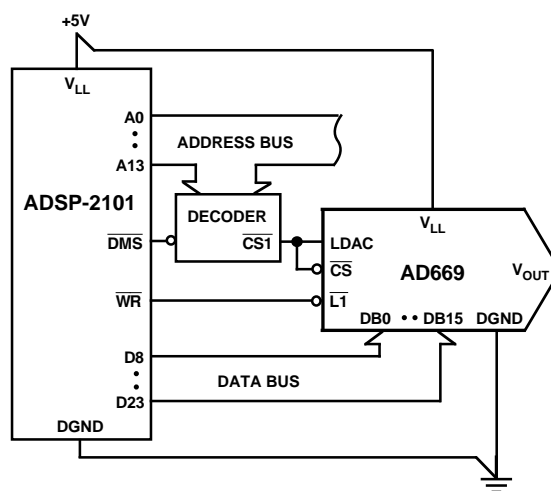 +5V
VLL
A0
A13
ADDRESS BUS
ADSP-2101
DECODER
DMS
CS1
LDAC
CS
VLL
AD669
VOUT
WR
L1
DB0
DB15
DGND
D8
D23
DATA BUS
DGND